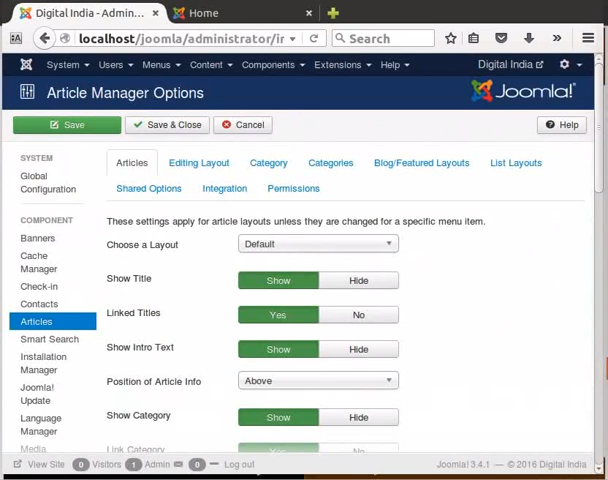 Digital India - Admin...
Home
localhost/joomla/administrator/ir
Search
System Users Menus Content Components Extensions Help Digital India
Article Manager Options
Joomla!
Save
Save & Close
Cancel
Help
SYSTEM
Global
Configuration
COMPONENT
Banners
Cache
Manager
Check-in
Contacts
Articles
Smart Search
Installation
Manager
Joomla!
Update
Language
Manager
Media
Articles Editing Layout Category Categories Blog/Featured Layouts List Layouts
Shared Options Integration Permissions
These settings apply for article layouts unless they are changed for a specific menu item.
Choose a Layout Default
Show Title Show Hide
Linked Titles Yes No
Show Intro Text Show Hide
Position of Article Info Above
Show Category Show Hide
Link Category Yes No
View Site 0 Visitors 1 Admin 0 Log out Joomla! 3.4.1 — © 2016 Digital India